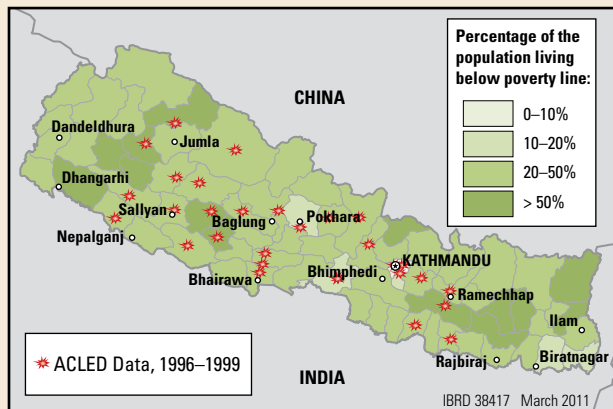 Percentage of the
population living
below poverty line:
0–10%
10–20%
20–50%
> 50%
CHINA
Dandeldhura
Jumla
Dhangarhi
Sallyan
Baglung
Pokhara
Nepalganj
KATHMANDU
Bhairawa
Bhimphedi
Ramechhap
Ilam
Rajbiraj
Biratnagar
ACLED Data, 1996–1999
INDIA
IBRD 38417 March 2011